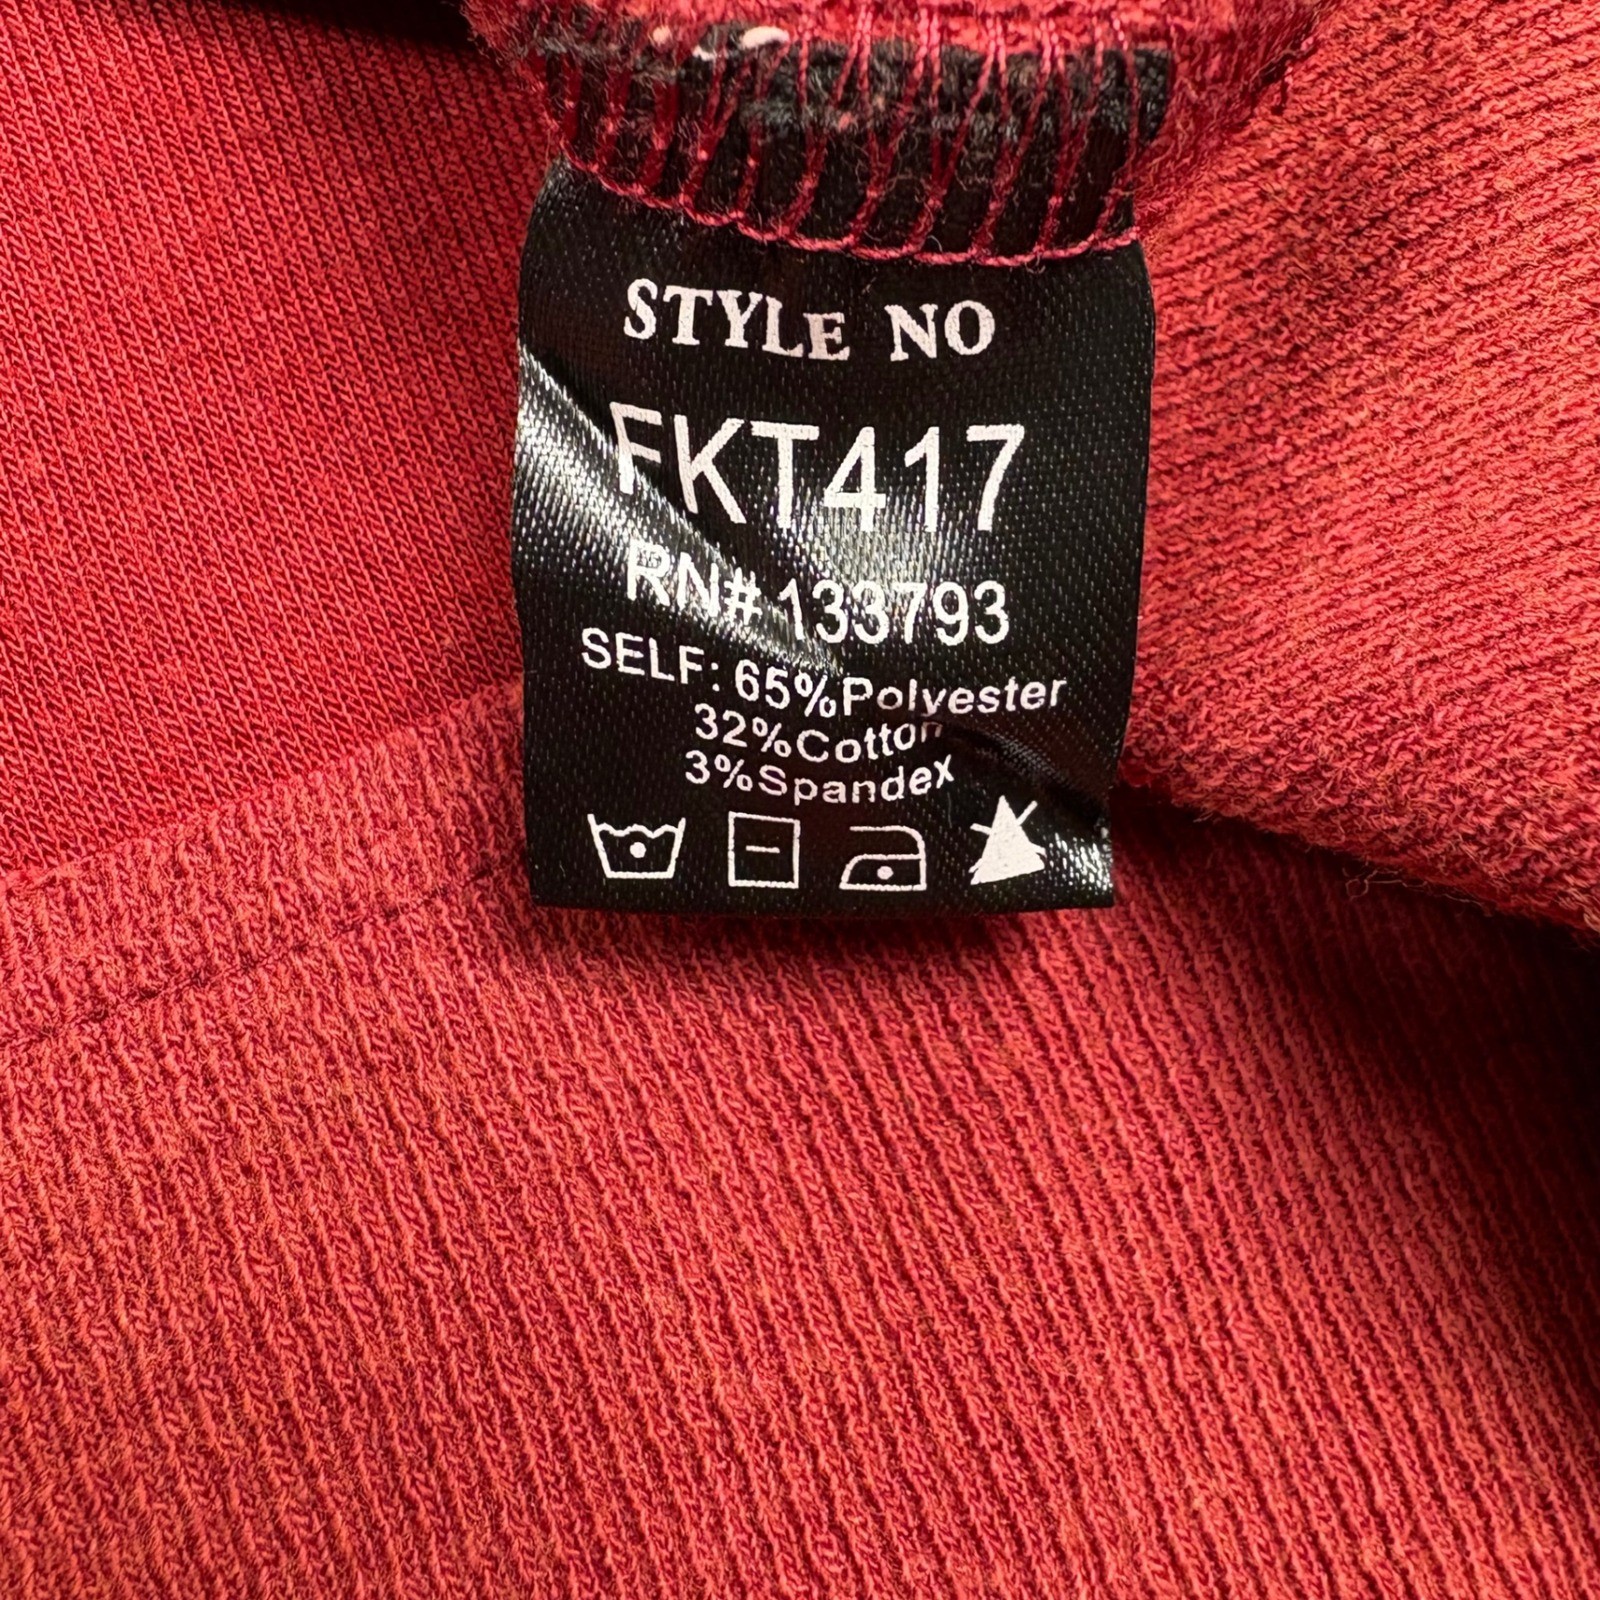 STYLE NO
FKT417
RN# 133793
SELF: 65%Polyester
32%Cotton
3%Spandex